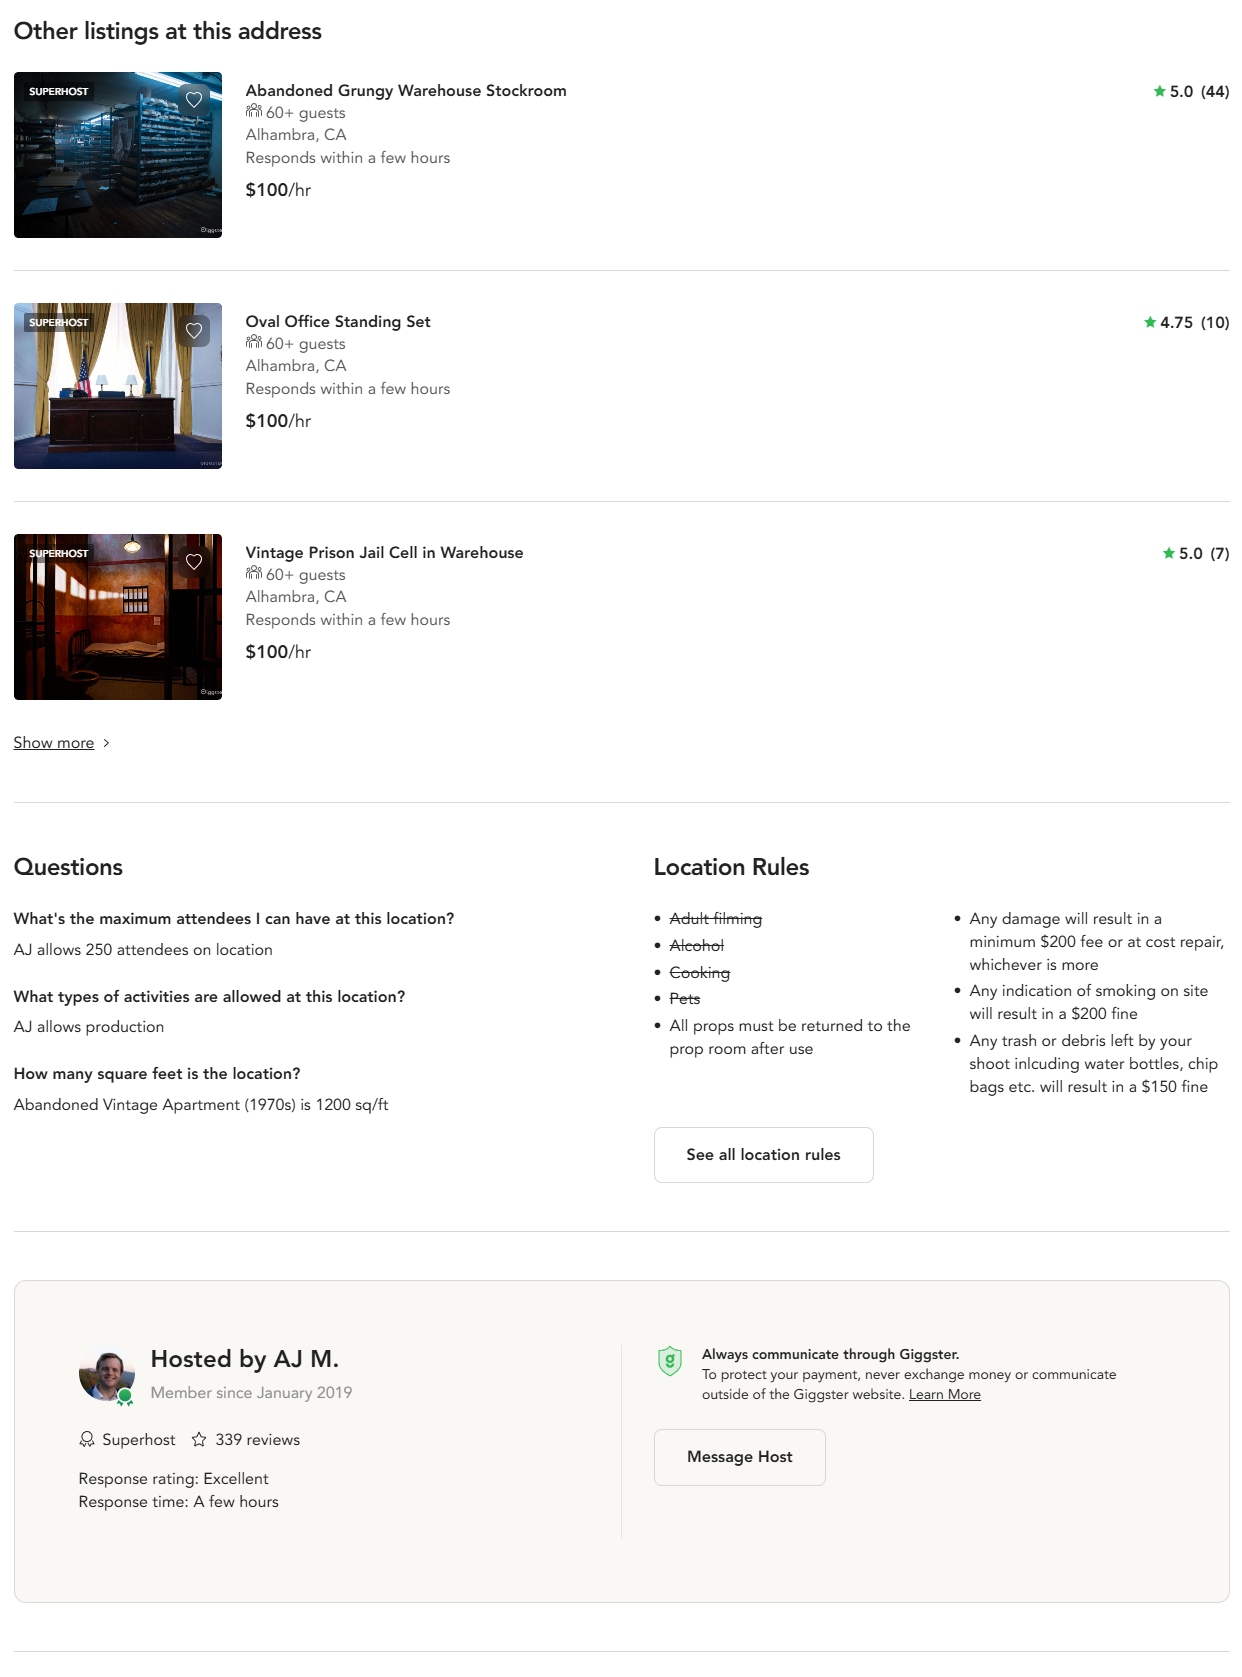 Other listings at this address
SUPERHOST
Abandoned Grungy Warehouse Stockroom
5.0 (44)
60+ guests
Alhambra, CA
Responds within a few hours
$100/hr
SUPERHOST
Oval Office Standing Set
4.75 (10)
60+ guests
Alhambra, CA
Responds within a few hours
$100/hr
SUPERHOST
Vintage Prison Jail Cell in Warehouse
5.0 (7)
60+ guests
Alhambra, CA
Responds within a few hours
$100/hr
Show more
Questions
What's the maximum attendees I can have at this location?
AJ allows 250 attendees on location
What types of activities are allowed at this location?
AJ allows production
How many square feet is the location?
Abandoned Vintage Apartment (1970s) is 1200 sq/ft
Location Rules
• Adult filming
• Alcohol
• Cooking
• Pets
• All props must be returned to the
prop room after use
• Any damage will result in a
minimum $200 fee or at cost repair,
whichever is more
• Any indication of smoking on site
will result in a $200 fine
• Any trash or debris left by your
shoot inlcuding water bottles, chip
bags etc. will result in a $150 fine
See all location rules
Hosted by AJ M.
Member since January 2019
Superhost 339 reviews
Response rating: Excellent
Response time: A few hours
g
Always communicate through Giggster.
To protect your payment, never exchange money or communicate
outside of the Giggster website. Learn More
Message Host